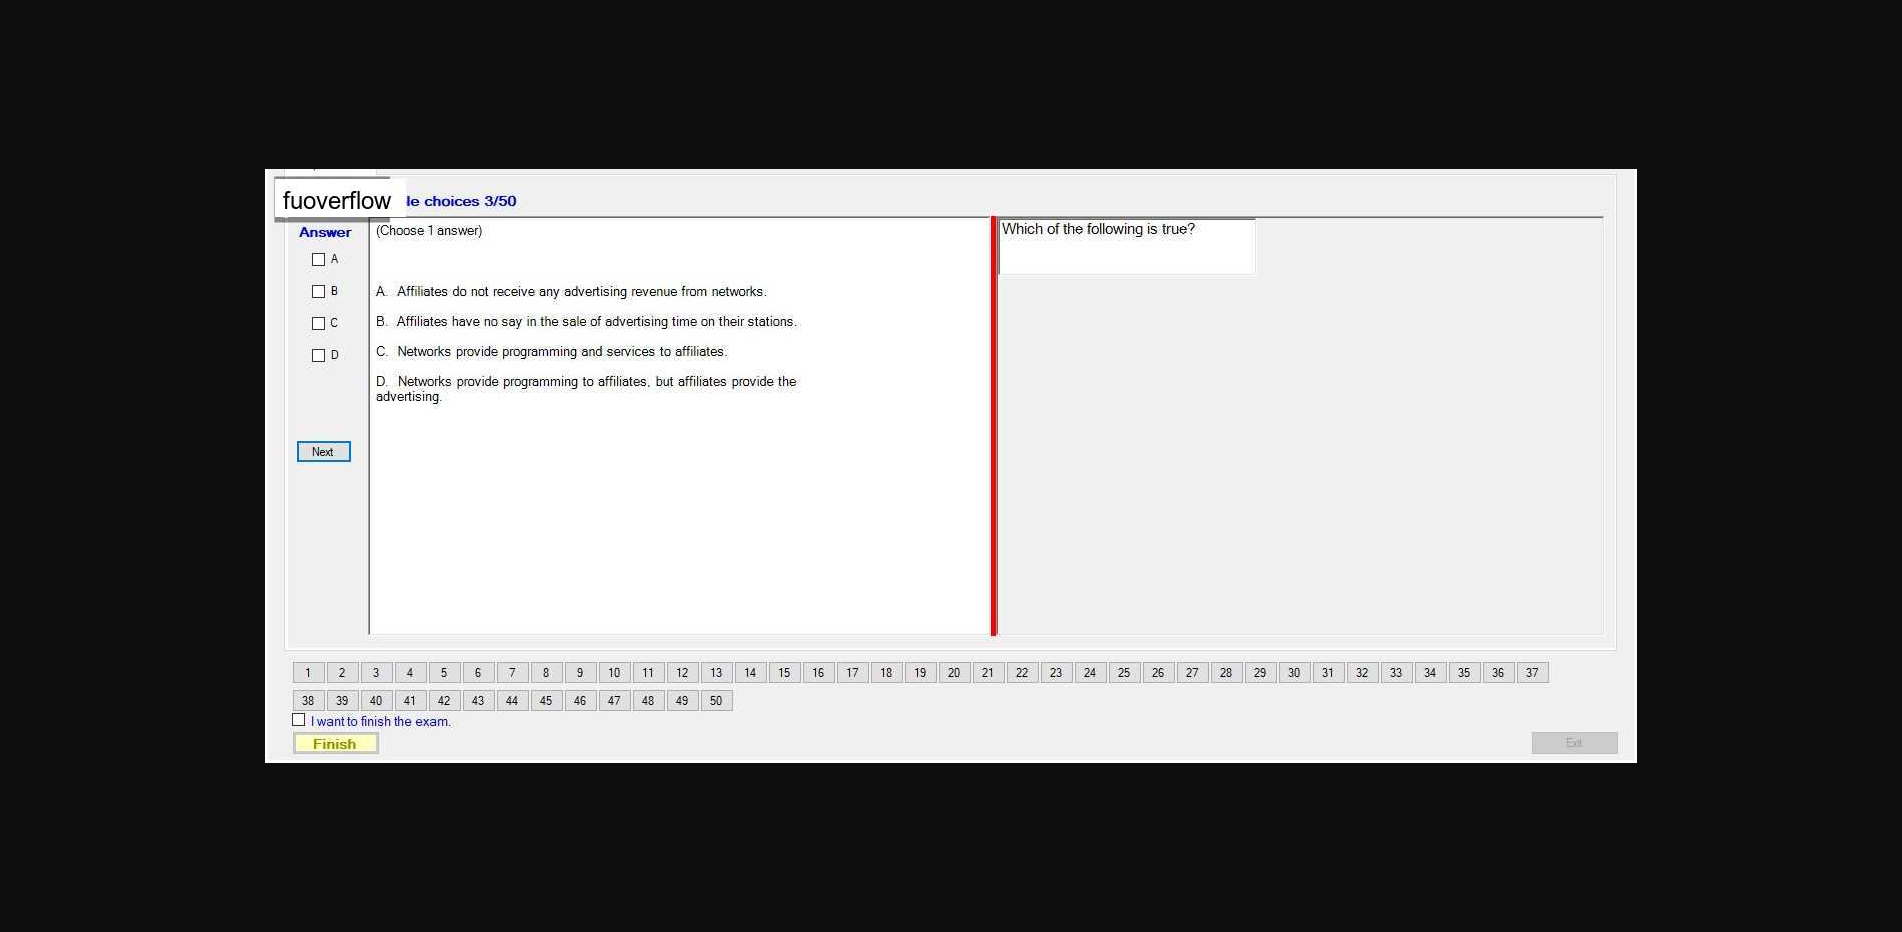 fuoverflow
le choices 3/50
Answer
(Choose 1 answer)
Which of the following is true?
A
B
C
D
A. Affiliates do not receive any advertising revenue from networks.
B. Affiliates have no say in the sale of advertising time on their stations.
C. Networks provide programming and services to affiliates.
D. Networks provide programming to affiliates, but affiliates provide the
advertising.
Next
1 2 3 4 5 6 7 8 9 10 11 12 13 14 15 16 17 18 19 20 21 22 23 24 25 26 27 28 29 30 31 32 33 34 35 36 37
38 39 40 41 42 43 44 45 46 47 48 49 50
I want to finish the exam.
Finish
Exit